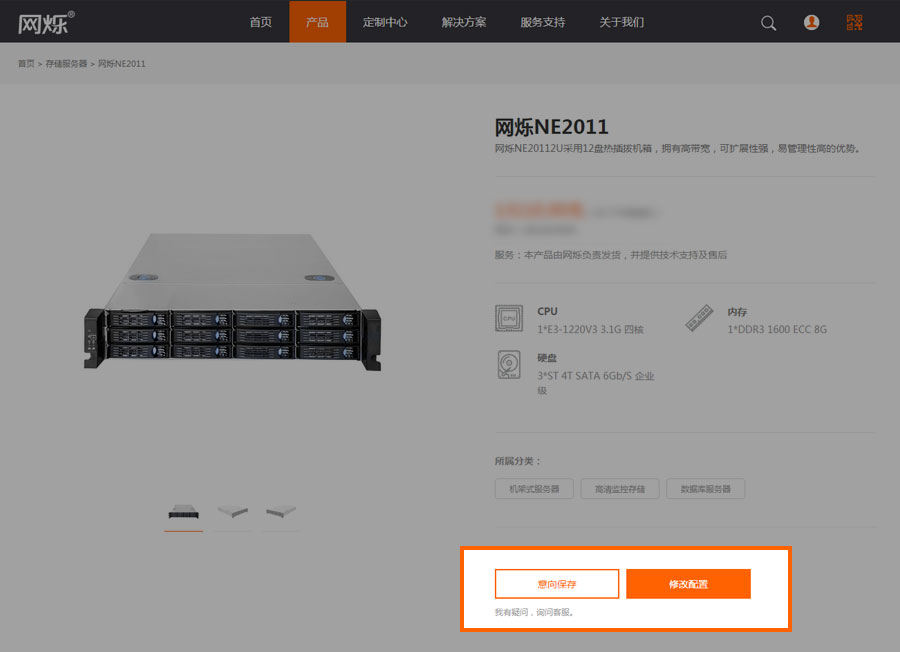 网烁®
首页 产品 定制中心 解决方案 服务支持 关于我们
首页 > 存储服务器 > 网烁NE2011
网烁NE2011
网烁NE20112U采用12盘热插拔机箱，拥有高带宽，可扩展性强，易管理性高的优势。
服务：本产品由网烁负责发货，并提供技术支持及售后
CPU
CPU
1*E3-1220V3 3.1G 四核
内存
1*DDR3 1600 ECC 8G
硬盘
3*ST 4T SATA 6Gb/S 企业
级
所属分类：
机架式服务器 高清监控存储 数据库服务器
意向保存 修改配置
我有疑问，询问客服。